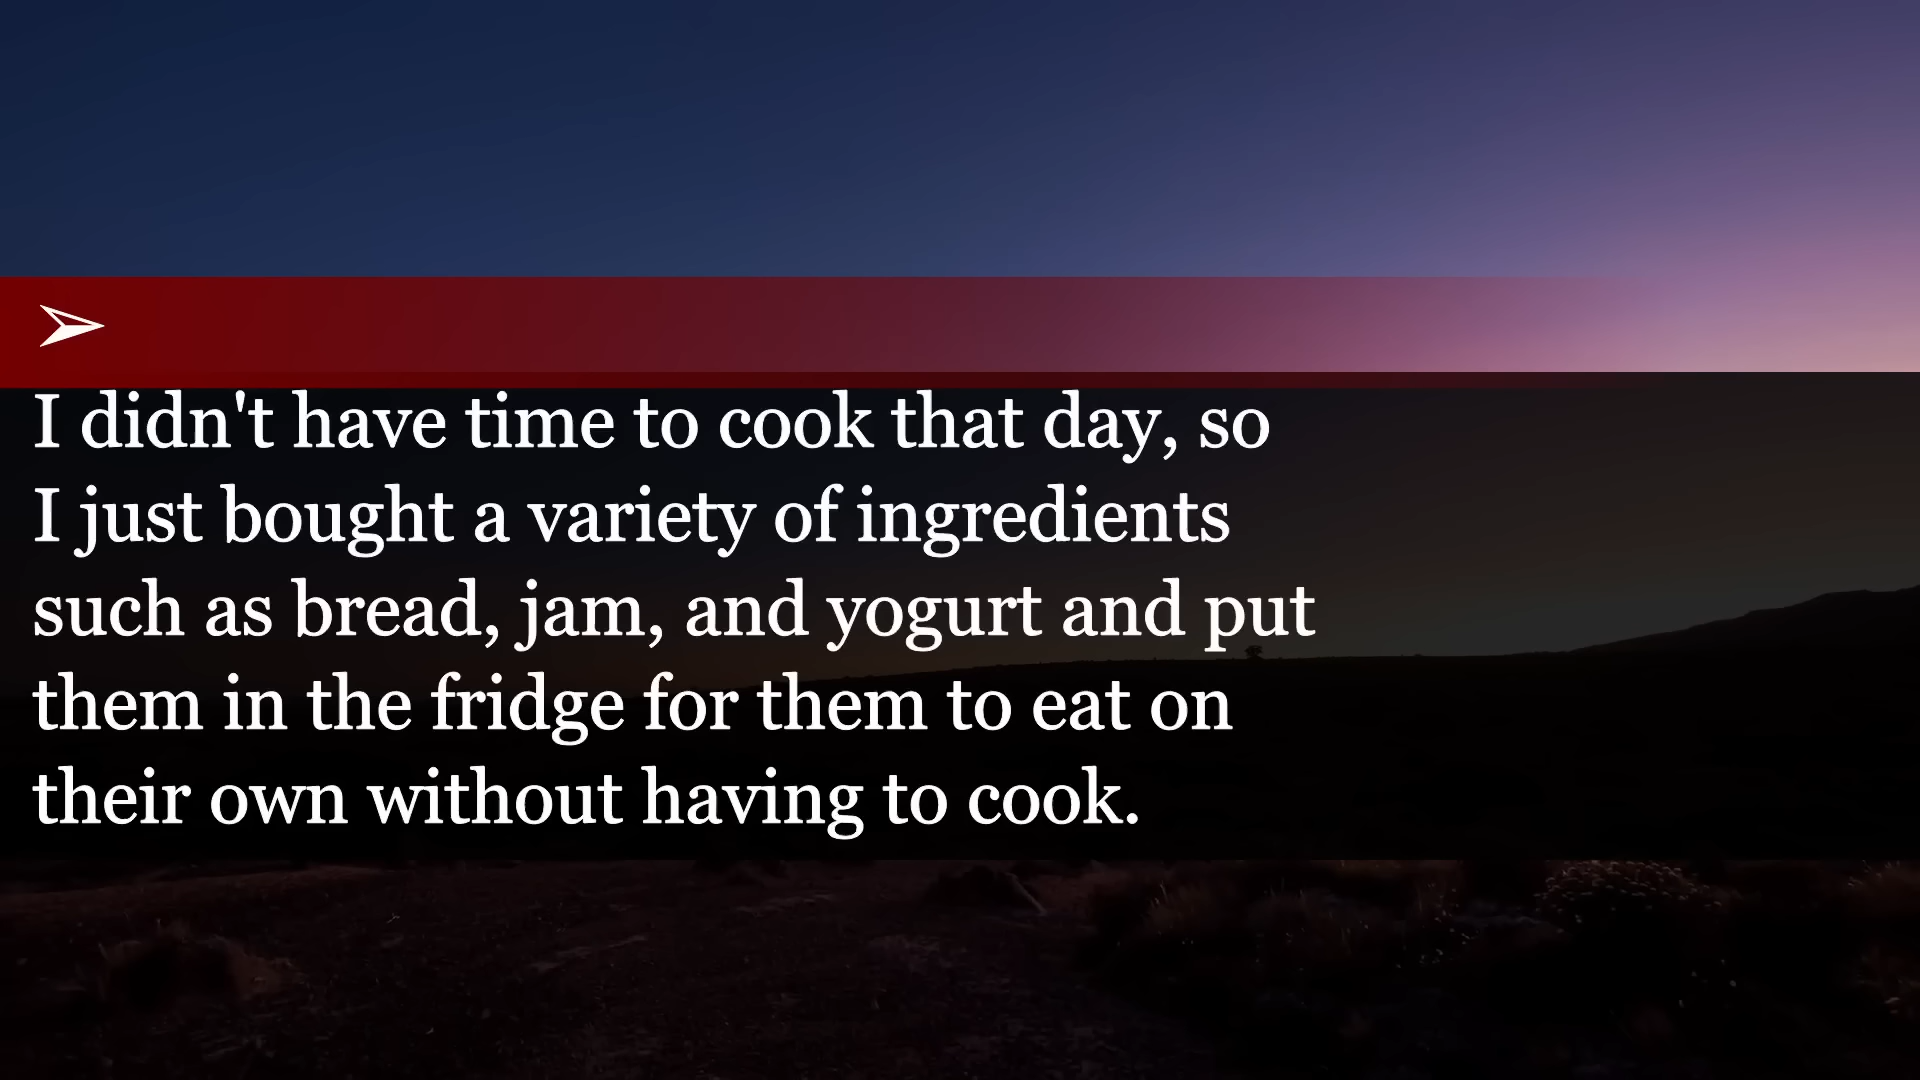 I didn't have time to cook that day, so
I just bought a variety of ingredients
such as bread, jam, and yogurt and put
them in the fridge for them to eat on
their own without having to cook.